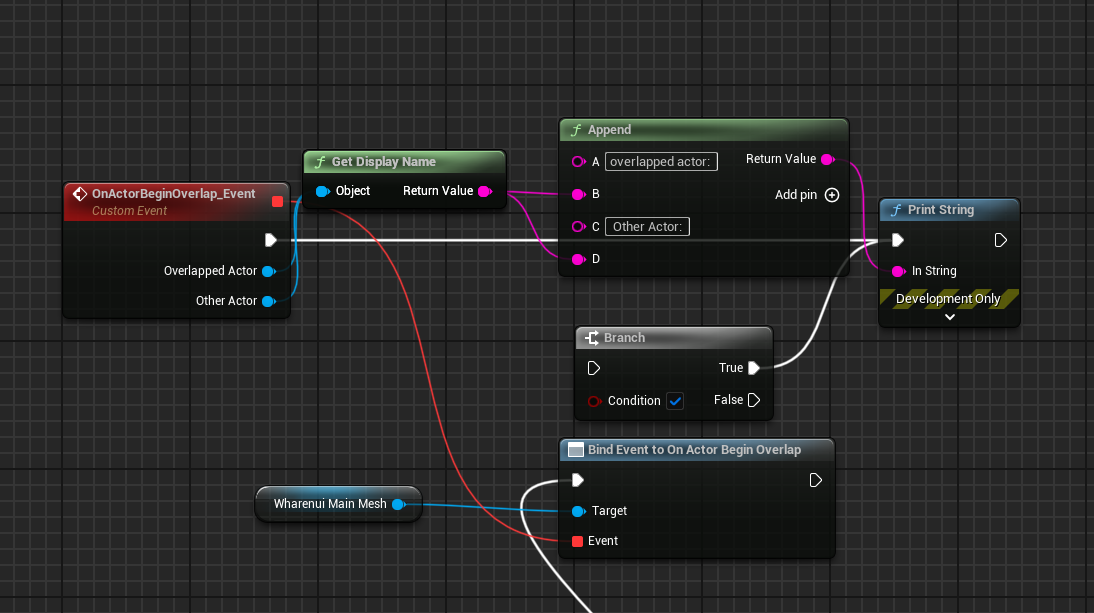 OnActorBeginOverlap_Event
Custom Event
Overlapped Actor
Other Actor
Get Display Name
Object Return Value
Append
A overlapped actor: Return Value
B Add pin
C Other Actor:
D
Print String
In String
Development Only
Branch
True
Condition False
Bind Event to On Actor Begin Overlap
Target
Event
Wharenui Main Mesh